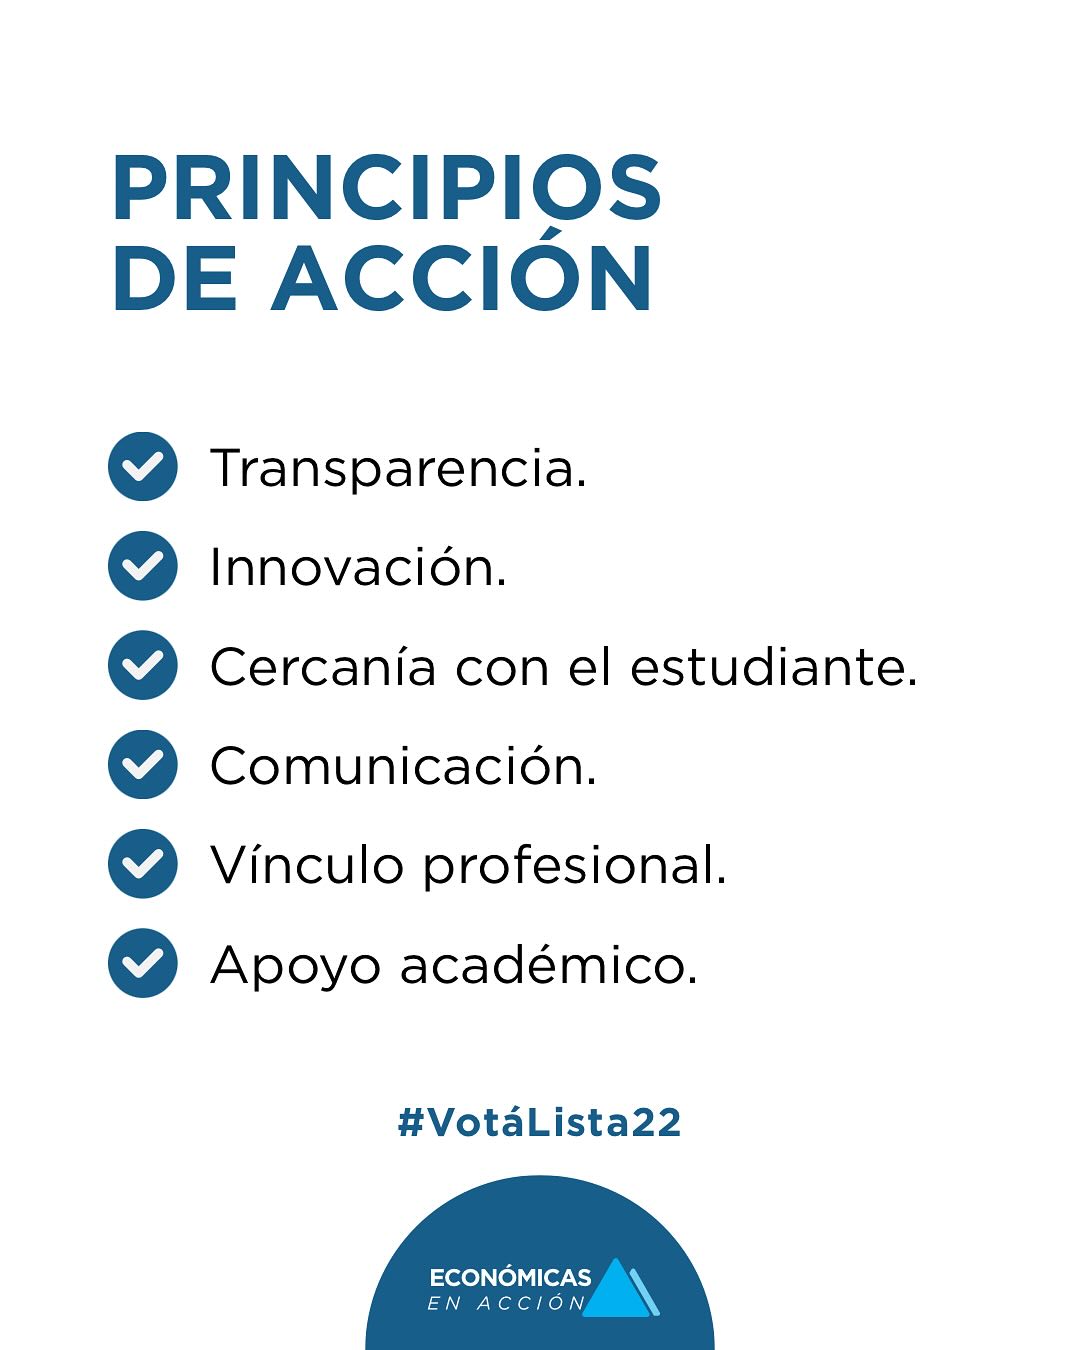 PRINCIPIOS
DE ACCIÓN
Transparencia.
Innovación.
Cercanía con el estudiante.
Comunicación.
Vínculo profesional.
Apoyo académico.
#VotáLista22
ECONÓMICAS
EN ACCIÓN